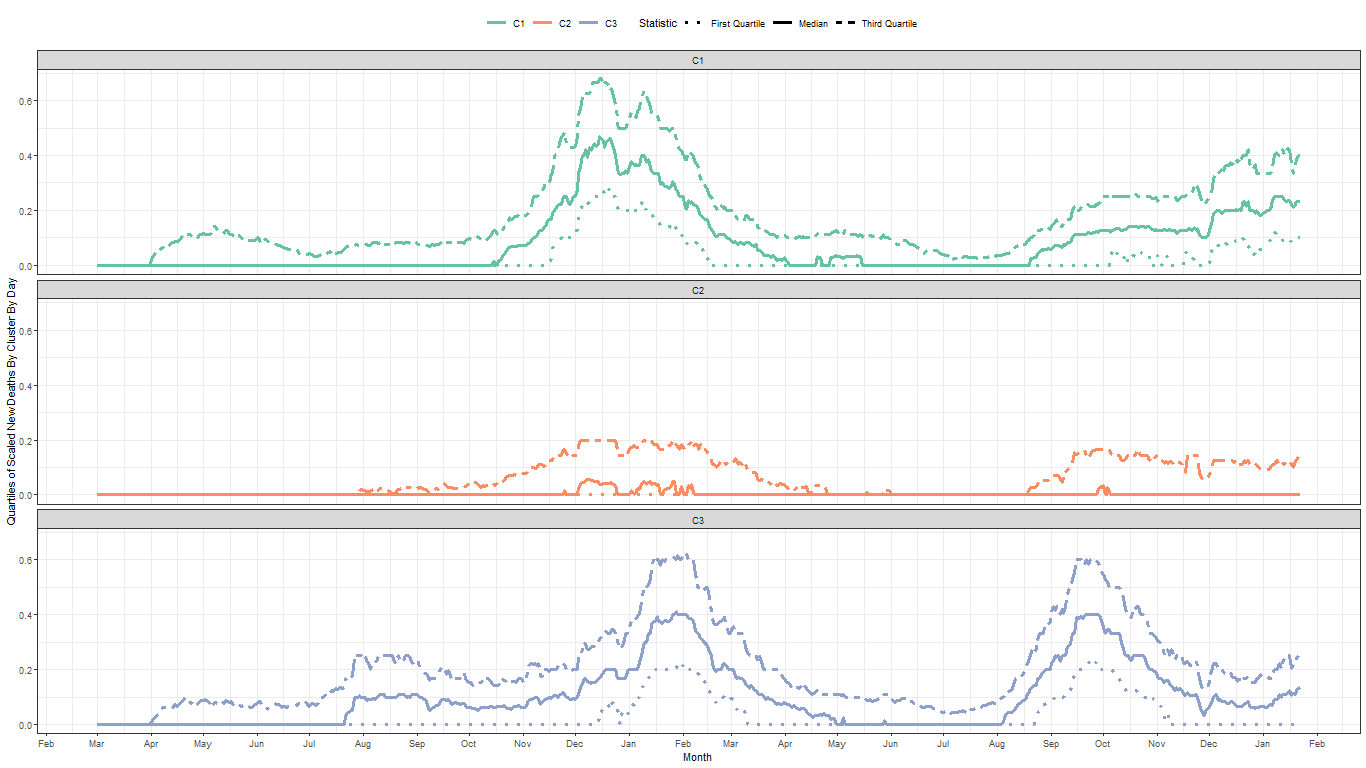 C1 C2 C3 Statistic First Quartile Median Third Quartile
C1
0.6
0.4
0.2
0.0
C2
0.6
0.4
0.2
0.0
C3
0.6
0.4
0.2
0.0
Quartiles of Scaled New Deaths By Cluster By Day
Feb Mar Apr May Jun Jul Aug Sep Oct Nov Dec Jan Feb Mar Apr May Jun Jul Aug Sep Oct Nov Dec Jan Feb
Month